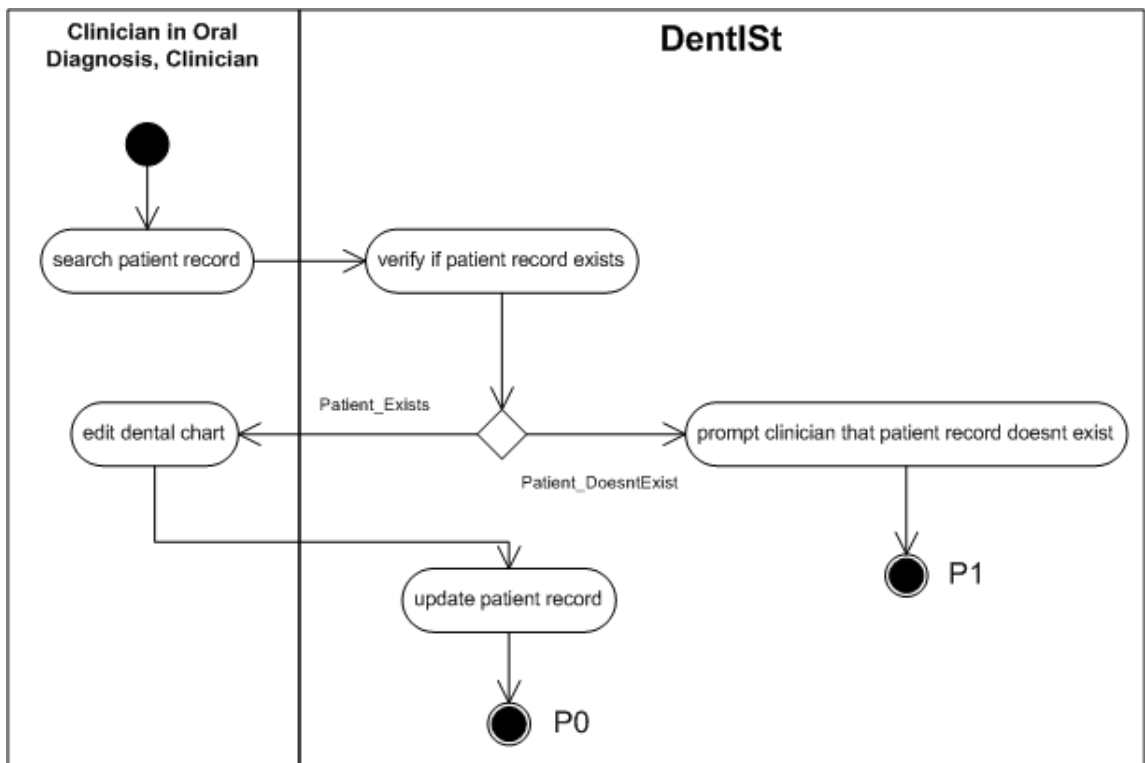 Clinician in Oral
Diagnosis, Clinician
DentISt
search patient record
verify if patient record exists
Patient_Exists
edit dental chart
prompt clinician that patient record doesnt exist
Patient_DoesntExist
P1
update patient record
P0